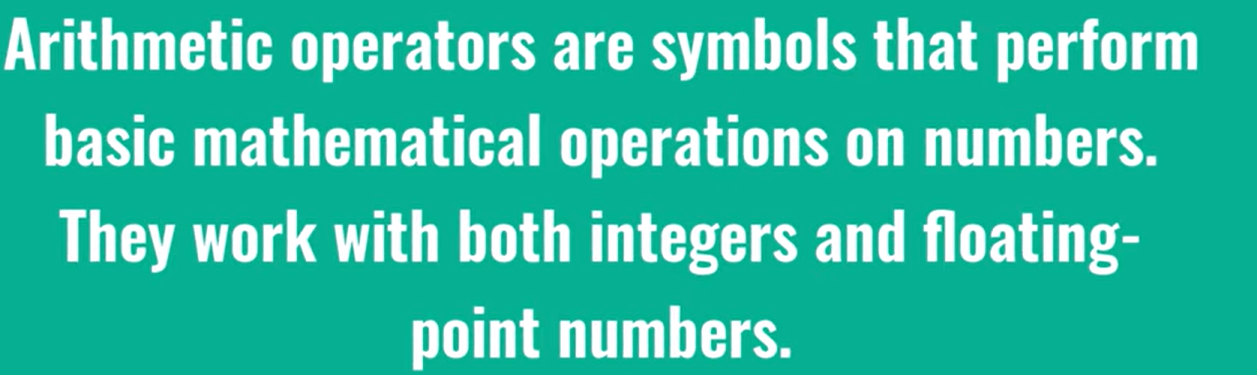 Arithmetic operators are symbols that perform
basic mathematical operations on numbers.
They work with both integers and floating-
point numbers.